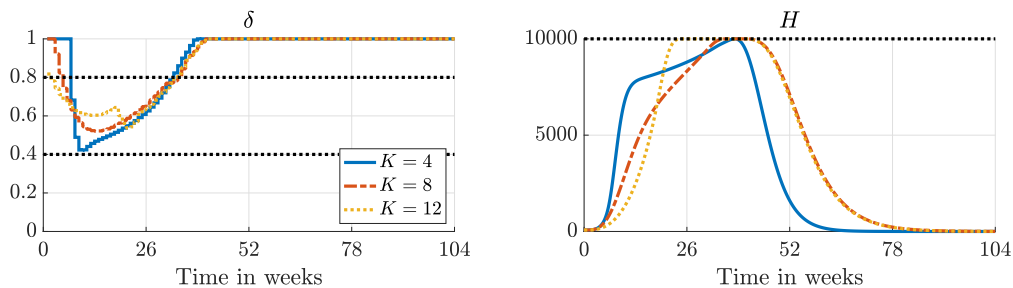 δ
1
0.8
0.6
0.4
0.2
0
K = 4
K = 8
K = 12
0 26 52 78 104
Time in weeks
H
10000
5000
0
0 26 52 78 104
Time in weeks